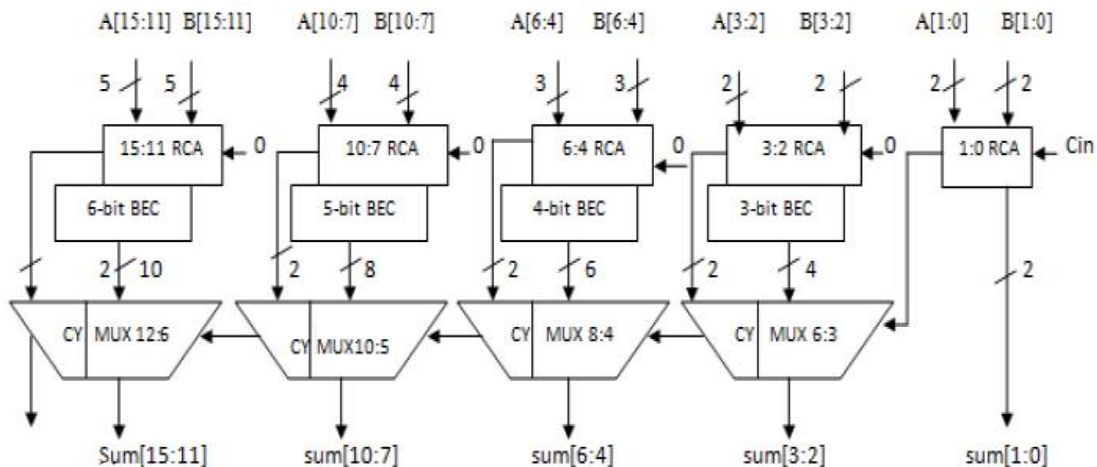 A[15:11] B[15:11] A[10:7] B[10:7] A[6:4] B[6:4] A[3:2] B[3:2] A[1:0] B[1:0]
5 5 4 4 3 3 2 2 2 2
15:11 RCA 0 10:7 RCA 0 6:4 RCA 0 3:2 RCA 0 1:0 RCA Cin
6-bit BEC 5-bit BEC 4-bit BEC 3-bit BEC
2 10 2 8 2 6 2 4 2
CY MUX 12:6 CY MUX10:5 CY MUX 8:4 CY MUX 6:3
Sum[15:11] sum[10:7] sum[6:4] sum[3:2] sum[1:0]